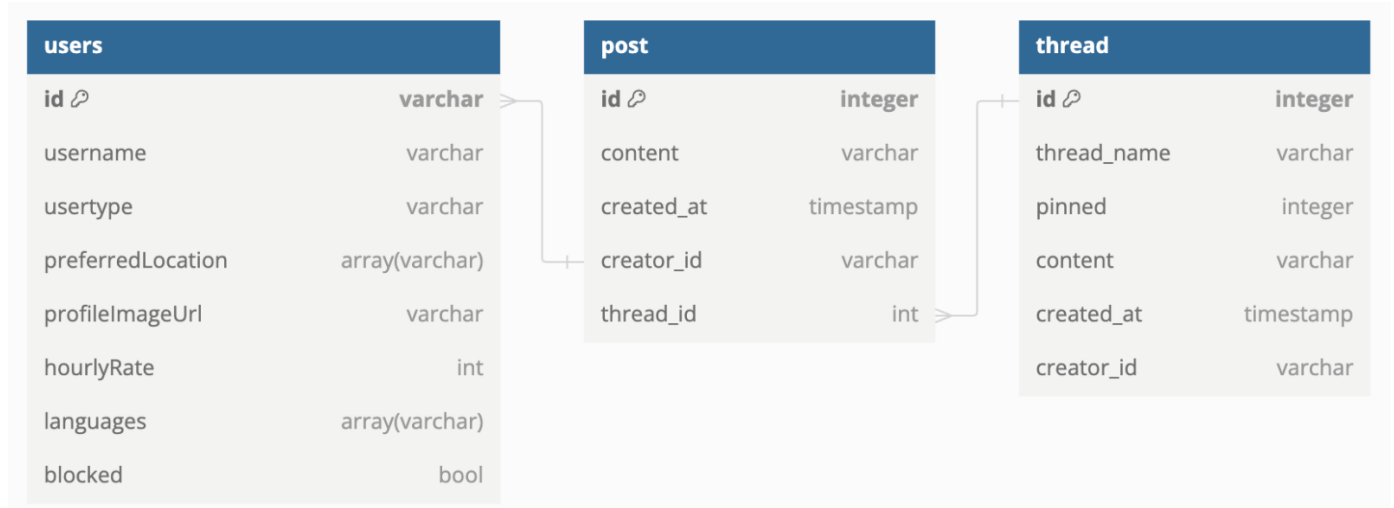 users
id varchar
username varchar
usertype varchar
preferredLocation array(varchar)
profileImageUrl varchar
hourlyRate int
languages array(varchar)
blocked bool
post
id integer
content varchar
created_at timestamp
creator_id varchar
thread_id int
thread
id integer
thread_name varchar
pinned integer
content varchar
created_at timestamp
creator_id varchar